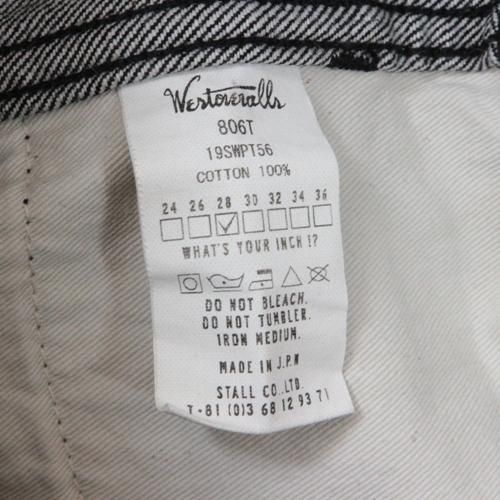 Westoveralls
806T
19SWPT56
COTTON 100%
24 26 28 30 32 34 36
WHAT'S YOUR INCH !?
DO NOT BLEACH.
DO NOT TUMBLER.
IRON MEDIUM.
MADE IN J.P.N
STALL CO.,LTD.
T.+81 (0)3 68 12 93 71